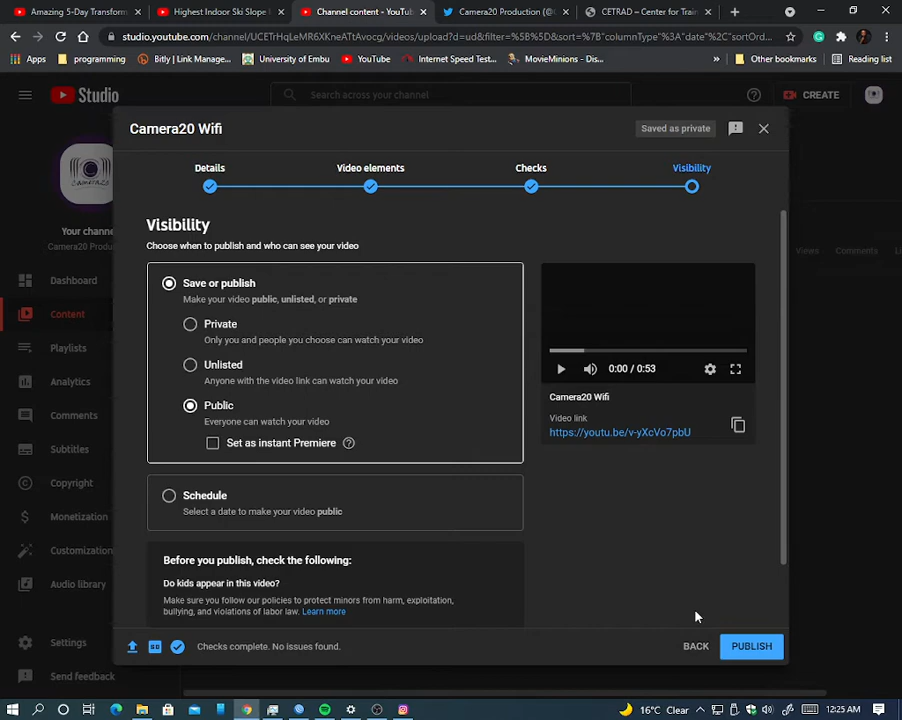 Amazing 5-Day Transform
Highest Indoor Ski Slope
Channel content - YouTu
Camera20 Production (@
CETRAD – Center for Train
studio.youtube.com/channel/UCETrHqLeMR6XKneATtAvocg/videos/upload?d=ud&filter=%5B%5D&sort=%7B"columnType"%3A"date"%2C"sortOrd...
Apps
programming
Bitly | Link Manage...
University of Embu
YouTube
Internet Speed Test...
MovieMinions - Dis...
»
Other bookmarks
Reading list
Studio
Search across your channel
CREATE
Camera20 Wifi
Saved as private
Details
Video elements
Checks
Visibility
CAMERA20
Your channel
Camera20 Produ
Dashboard
Content
Playlists
Analytics
Comments
Subtitles
Copyright
Monetization
Customization
Audio library
Settings
Send feedback
Visibility
Choose when to publish and who can see your video
Save or publish
Make your video public, unlisted, or private
Private
Only you and people you choose can watch your video
Unlisted
Anyone with the video link can watch your video
Public
Everyone can watch your video
Set as instant Premiere
Schedule
Select a date to make your video public
Before you publish, check the following:
Do kids appear in this video?
Make sure you follow our policies to protect minors from harm, exploitation,
bullying, and violations of labor law. Learn more
0:00 / 0:53
Camera20 Wifi
Video link
https://youtu.be/v-yXcVo7pbU
Views
Comments
Checks complete. No issues found.
BACK
PUBLISH
16°C Clear
12:25 AM